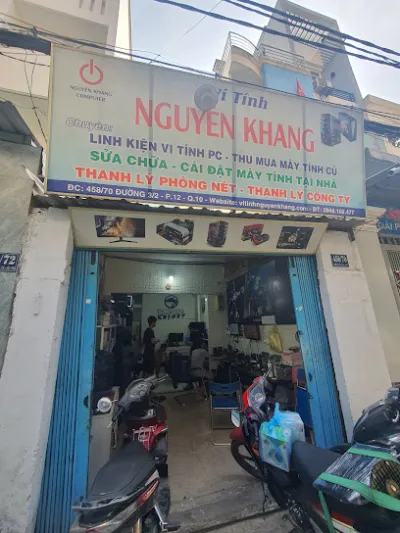 NGUYEN KHANG
COMPUTER
Vi Tính
NGUYEN KHANG
Chuyên:
LINH KIỆN VI TÍNH PC - THU MUA MÁY TÍNH CŨ
SỬA CHỮA - CÀI ĐẶT MÁY TÍNH TẠI NHÀ
THANH LÝ PHÒNG NÉT - THANH LÝ CÔNG TY
ĐC: 458/70 ĐƯỜNG 3/2 - P.12 - Q.10 - Website: vitinhnguyenkhang.com - ĐT:
/72